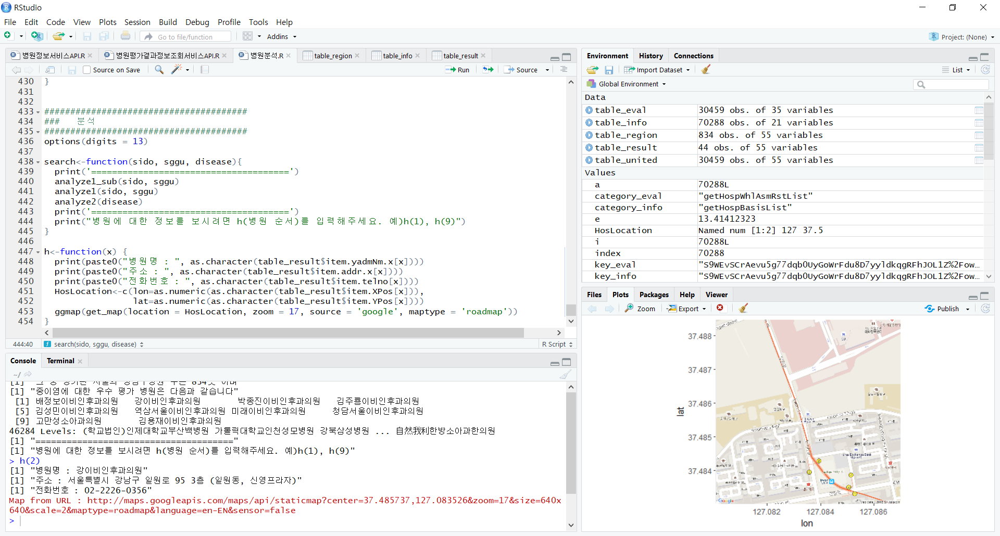 RStudio
File Edit Code View Plots Session Build Debug Profile Tools Help
Go to file/function Addins Project: (None)
병원정보서비스API.R 병원평가결과정보조회서비스API.R 병원분석.R table_region table_info table_result
Source on Save Run Source
430 }
431
432
433 #######################################
434 ### 분석
435 #######################################
436 options(digits = 13)
437
438 search<-function(sido, sggu, disease){
439 print('======================================')
440 analyze1_sub(sido, sggu)
441 analyze1(sido, sggu)
442 analyze2(disease)
443 print('======================================')
444 print("병원에 대한 정보를 보시려면 h(병원 순서)를 입력해주세요. 예)h(1), h(9)")
445 }
446
447 h<-function(x) {
448 print(paste0("병원명 : ", as.character(table_result$item.yadmNm.x[x])))
449 print(paste0("주소 : ", as.character(table_result$item.addr.x[x])))
450 print(paste0("전화번호 : ", as.character(table_result$item.telno[x])))
451 HosLocation<-c(lon=as.numeric(as.character(table_result$item.XPos[x])),
452 lat=as.numeric(as.character(table_result$item.YPos[x])))
453 ggmap(get_map(location = HosLocation, zoom = 17, source = 'google', maptype = 'roadmap'))
454 }
444:40 search(sido, sggu, disease) R Script
Console Terminal
~/
[1] "그 중 경기는 서울의 강남구병원 수는 834곳 이며"
[1] "중이염에 대한 우수 평가 병원은 다음과 같습니다"
[1] 배정보이비인후과의원 강이비인후과의원 박종진이비인후과의원 김주룡이비인후과의원
[5] 김성민이비인후과의원 역삼서울이비인후과의원 미래이비인후과의원 청담서울이비인후과의원
[9] 고만성소아과의원 김용재이비인후과의원
46284 Levels: (학교법인)인제대학교부산백병원 가톨릭대학교인천성모병원 강북삼성병원 ... 自然我利한방소아과한의원
[1] "======================================"
[1] "병원에 대한 정보를 보시려면 h(병원 순서)를 입력해주세요. 예)h(1), h(9)"
> h(2)
[1] "병원명 : 강이비인후과의원"
[1] "주소 : 서울특별시 강남구 일원로 95 3층 (일원동, 신영프라자)"
[1] "전화번호 : 02-2226-0356"
Map from URL : http://maps.googleapis.com/maps/api/staticmap?center=37.485737,127.083526&zoom=17&size=640x
640&scale=2&maptype=roadmap&language=en-EN&sensor=false
>
Environment History Connections
Import Dataset List
Global Environment
Data
table_eval 30459 obs. of 35 variables
table_info 70288 obs. of 21 variables
table_region 834 obs. of 55 variables
table_result 44 obs. of 55 variables
table_united 30459 obs. of 55 variables
Values
a 70288L
category_eval "getHospWhlAsmRstList"
category_info "getHospBasisList"
e 13.41412323
HosLocation Named num [1:2] 127 37.5
i 70288L
index 70288
key_eval "S9WEvSCrAevu5g77dqb0UyGoWrFdu8D7yyldkqgRFhJOL1Z%2Fow…
key_info "S9WEvSCrAevu5g77dqb0UyGoWrFdu8D7yyldkqgRFhJOL1Z%2Fow…
Files Plots Packages Help Viewer
Zoom Export Publish
37.488
37.487
37.486
37.485
37.484
lat
Google
127.082 127.084 127.086
lon